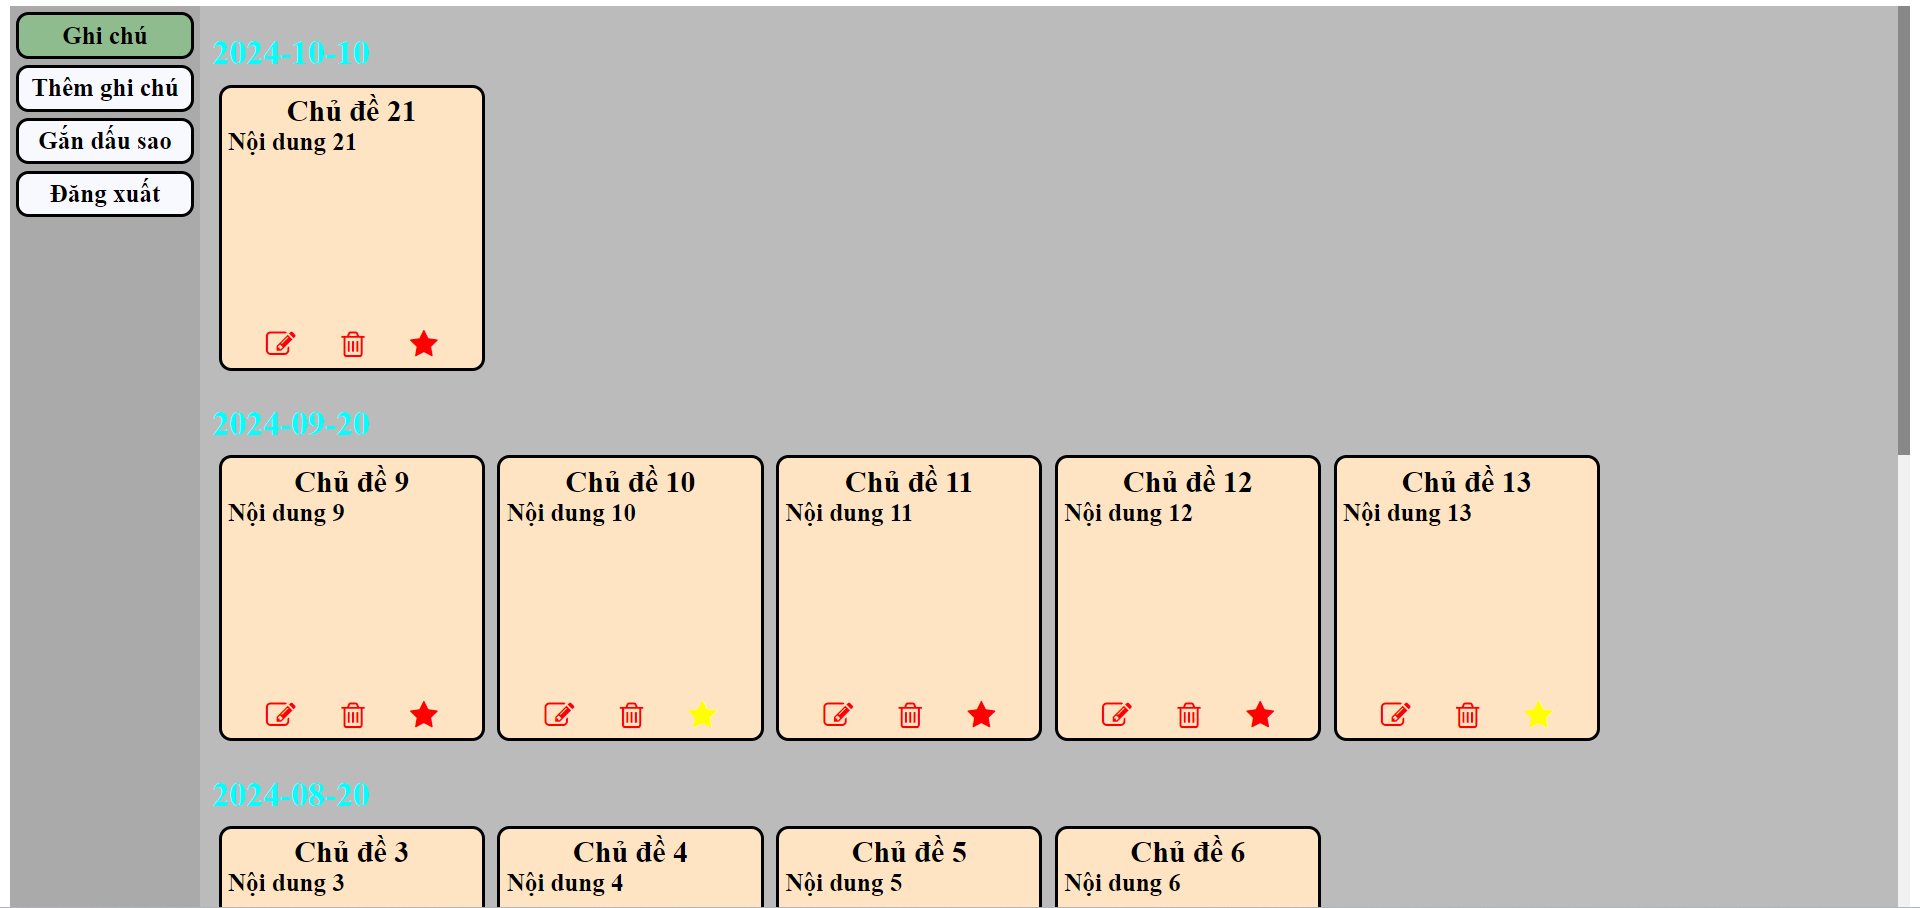 Ghi chú
Thêm ghi chú
Gắn dấu sao
Đăng xuất
2024-10-10
Chủ đề 21
Nội dung 21
2024-09-20
Chủ đề 9
Nội dung 9
Chủ đề 10
Nội dung 10
Chủ đề 11
Nội dung 11
Chủ đề 12
Nội dung 12
Chủ đề 13
Nội dung 13
2024-08-20
Chủ đề 3
Nội dung 3
Chủ đề 4
Nội dung 4
Chủ đề 5
Nội dung 5
Chủ đề 6
Nội dung 6